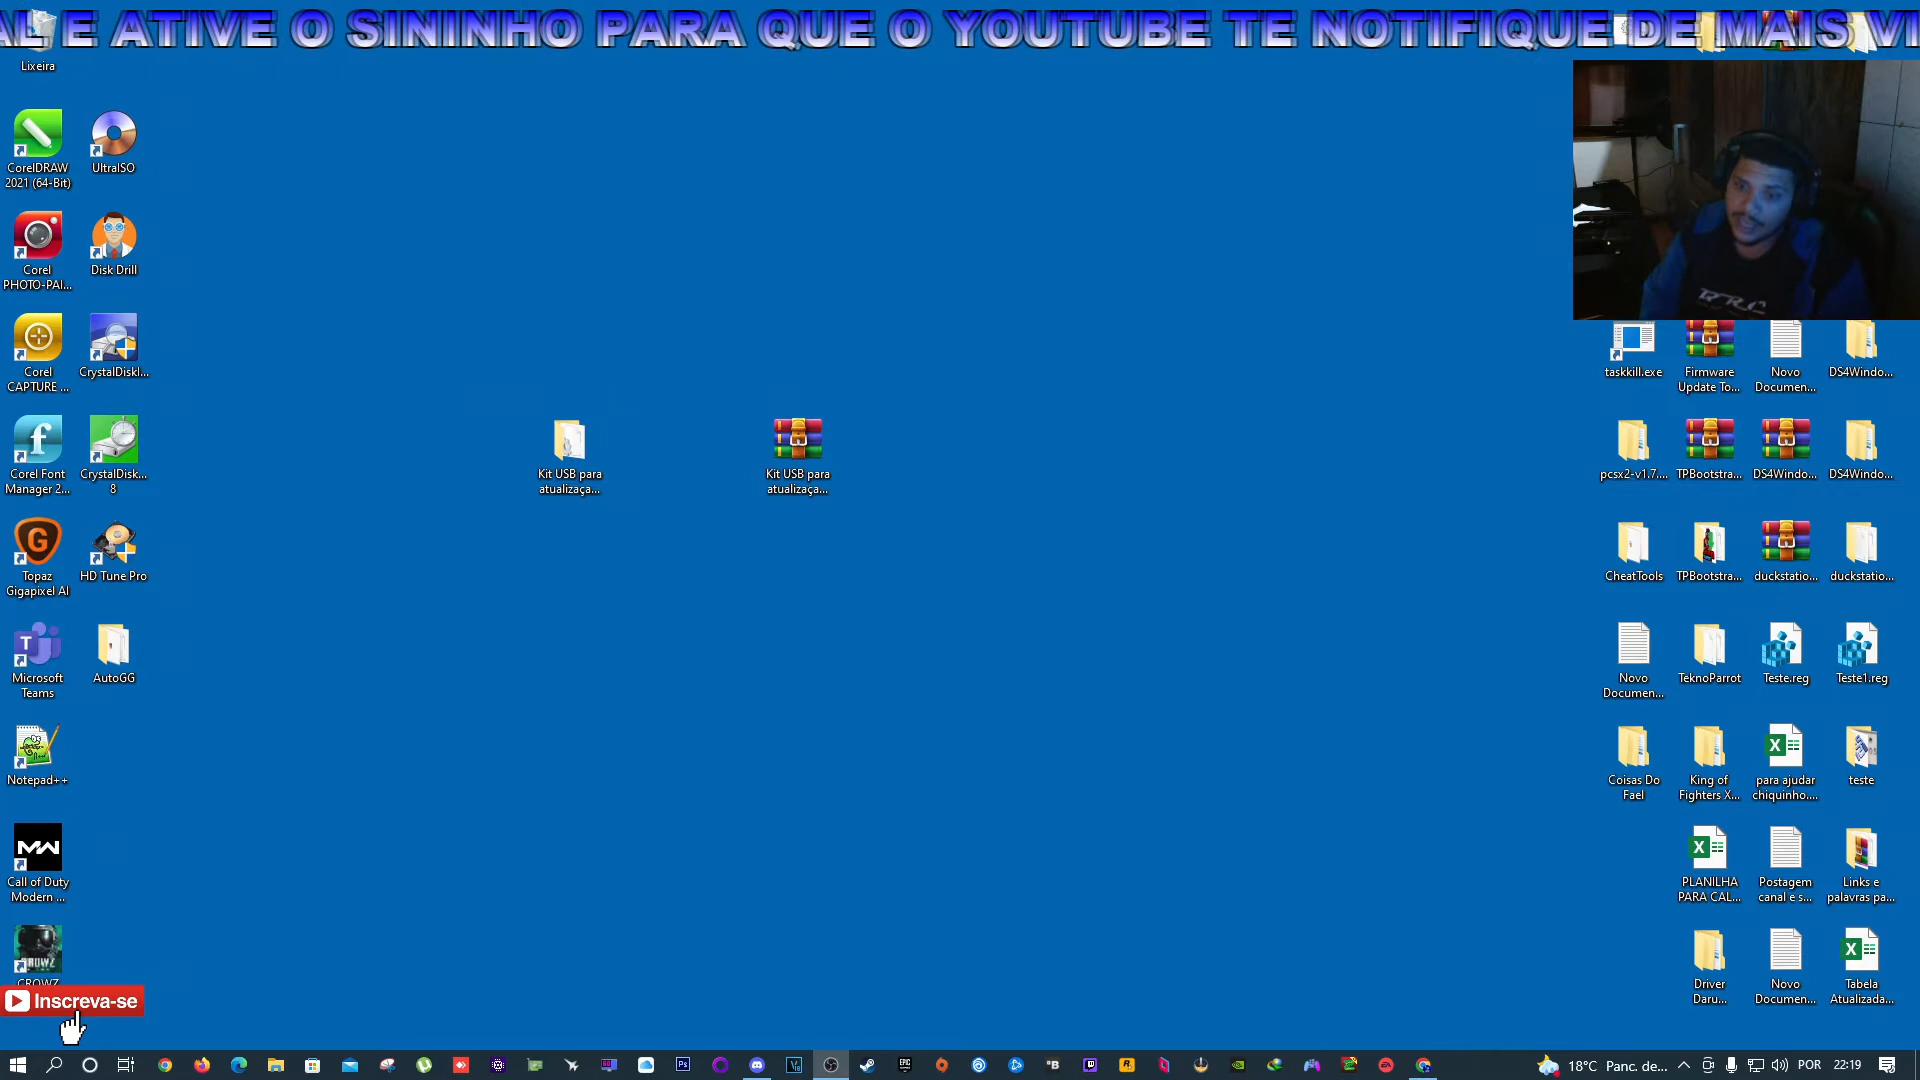 E ATIVE O SININHO PARA QUE O YOUTUBE TE NOTIFIQUE DE MAIS VI
Lixeira
CorelDRAW
2021 (64-Bit)
UltraISO
Corel
PHOTO-PAI...
Disk Drill
Corel
CAPTURE ...
CrystalDiskI...
Corel Font
Manager 2...
CrystalDisk...
8
Topaz
Gigapixel AI
HD Tune Pro
Microsoft
Teams
AutoGG
Notepad++
Call of Duty
Modern ...
Inscreva-se
Kit USB para
atualizaça...
Kit USB para
atualizaça...
taskkill.exe
Firmware
Update To...
Novo
Documen...
DS4Windo...
pcsx2-v1.7....
TPBootstra...
DS4Windo...
DS4Windo...
CheatTools
TPBootstra...
duckstatio...
duckstatio...
Novo
Documen...
TeknoParrot
Teste.reg
Teste1.reg
Coisas Do
Fael
King of
Fighters X...
para ajudar
chiquinho....
teste
PLANILHA
PARA CAL...
Postagem
canal e s...
Links e
palavras pa...
Driver
Daru...
Novo
Documen...
Tabela
Atualizada...
18°C Panc. de...
POR
22:19